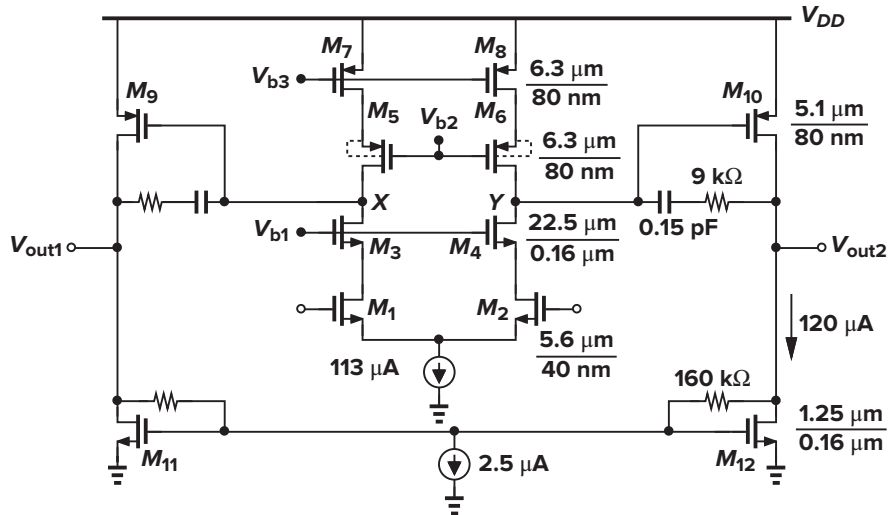 V_DD
M_7
M_8
V_b3
6.3 μm
80 nm
M_9
M_10
M_5
V_b2
M_6
5.1 μm
80 nm
6.3 μm
80 nm
9 kΩ
X
Y
0.15 pF
V_b1
M_3
M_4
22.5 μm
0.16 μm
V_out1
V_out2
M_1
M_2
5.6 μm
40 nm
120 μA
113 μA
160 kΩ
1.25 μm
0.16 μm
M_11
M_12
2.5 μA